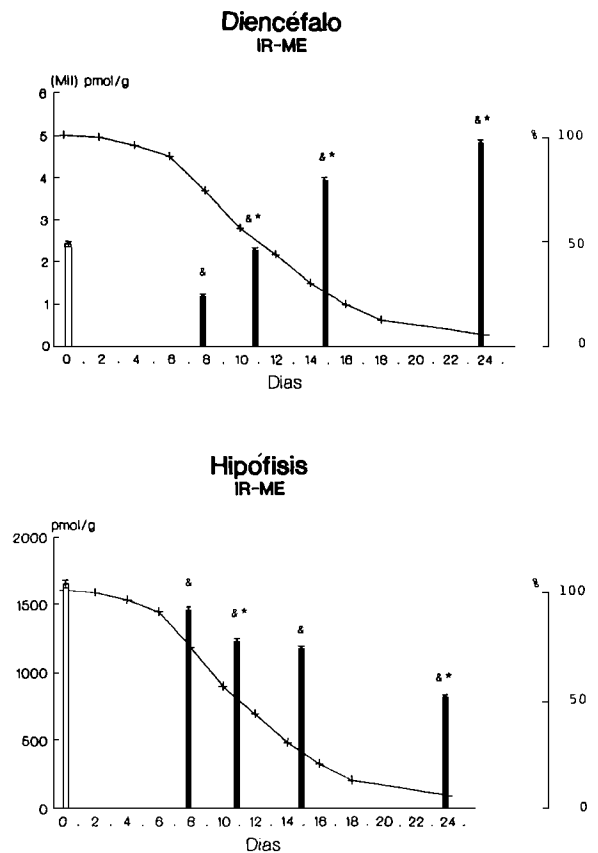 Diencéfalo
IR-ME
(Mil) pmol/g
6
5
4
3
2
1
0
&
& *
& *
& *
% 100
50
0
0 . 2 . 4 . 6 . 8 . 10 . 12 . 14 . 16 . 18 . 20 . 22 . 24 .
Dias
Hipófisis
IR-ME
pmol/g
2000
1500
1000
500
0
&
& *
&
& *
% 100
50
0
0 . 2 . 4 . 6 . 8 . 10 . 12 . 14 . 16 . 18 . 20 . 22 . 24 .
Dias